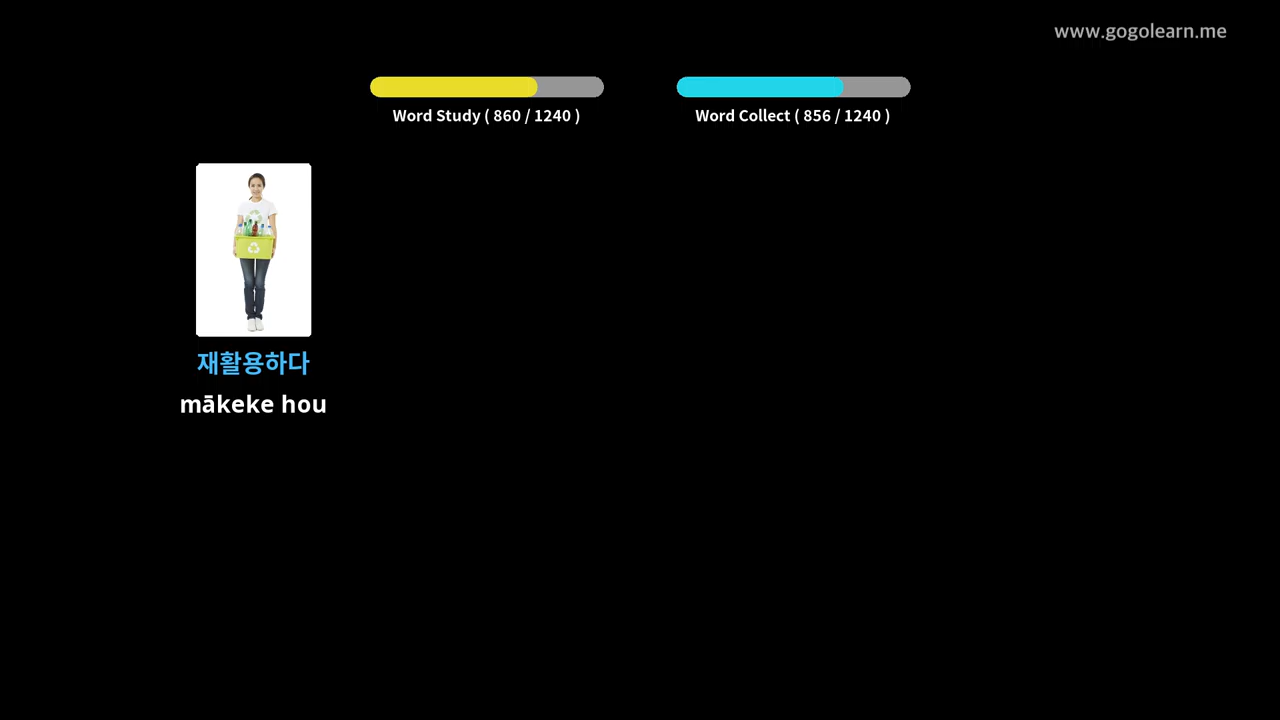 www.gogolearn.me
Word Study ( 860 / 1240 )
Word Collect ( 856 / 1240 )
재활용하다
mākeke hou